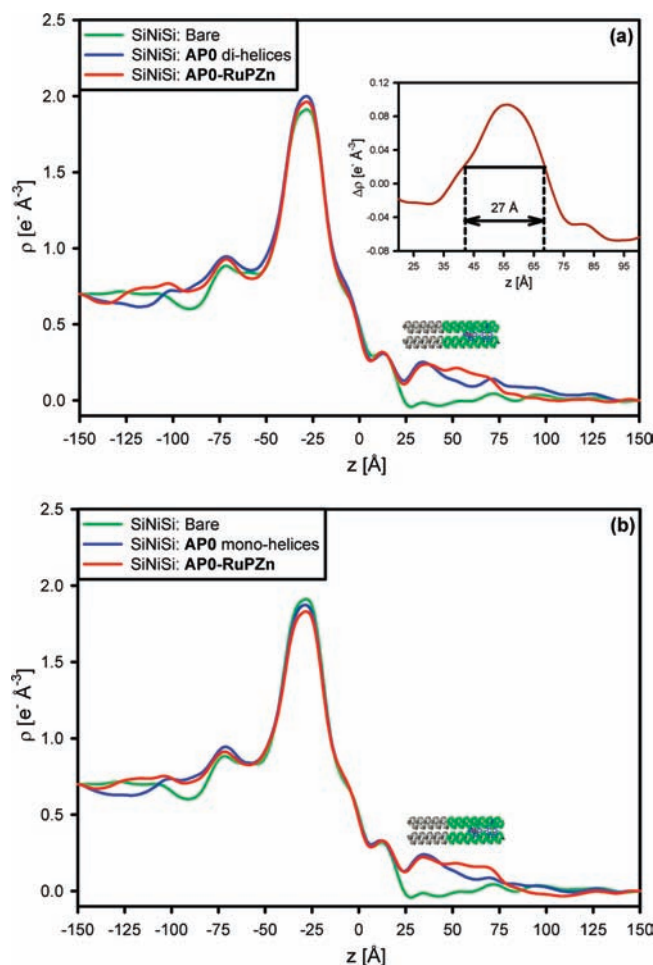 (a)
SiNiSi: Bare
SiNiSi: AP0 di-helices
SiNiSi: AP0-RuPZn
ρ [e⁻ Å⁻³]
2.5
2.0
1.5
1.0
0.5
0.0
-150 -125 -100 -75 -50 -25 0 25 50 75 100 125 150
z [Å]
Δρ [e⁻ Å⁻³]
0.12
0.08
0.04
0.00
-0.04
-0.08
27 Å
25 35 45 55 65 75 85 95
z [Å]
(b)
SiNiSi: Bare
SiNiSi: AP0 mono-helices
SiNiSi: AP0-RuPZn
ρ [e⁻ Å⁻³]
2.5
2.0
1.5
1.0
0.5
0.0
-150 -125 -100 -75 -50 -25 0 25 50 75 100 125 150
z [Å]